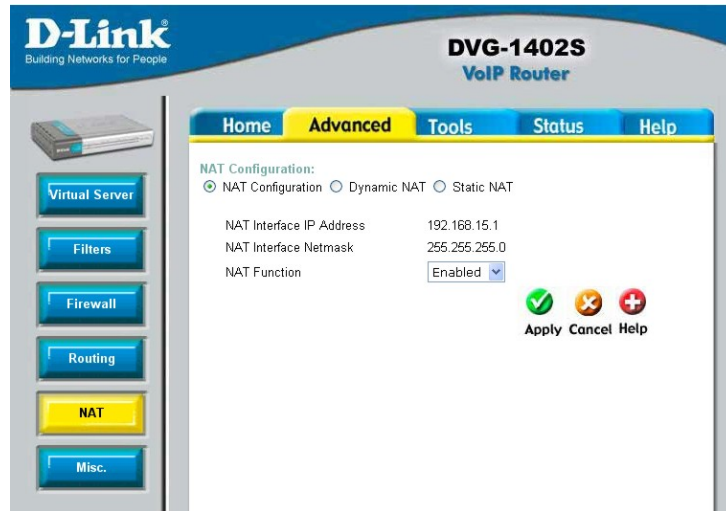 D-Link
Building Networks for People
DVG-1402S
VoIP Router
Home Advanced Tools Status Help
Virtual Server
Filters
Firewall
Routing
NAT
Misc.
NAT Configuration:
NAT Configuration Dynamic NAT Static NAT
NAT Interface IP Address 192.168.15.1
NAT Interface Netmask 255.255.255.0
NAT Function Enabled
Apply Cancel Help